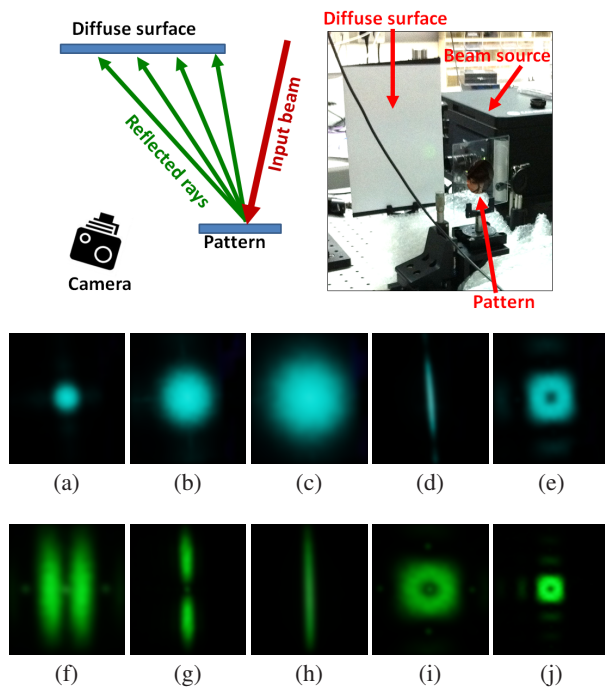 Diffuse surface
Input beam
Reflected rays
Pattern
Camera
Diffuse surface
Beam source
Pattern
(a) (b) (c) (d) (e)
(f) (g) (h) (i) (j)